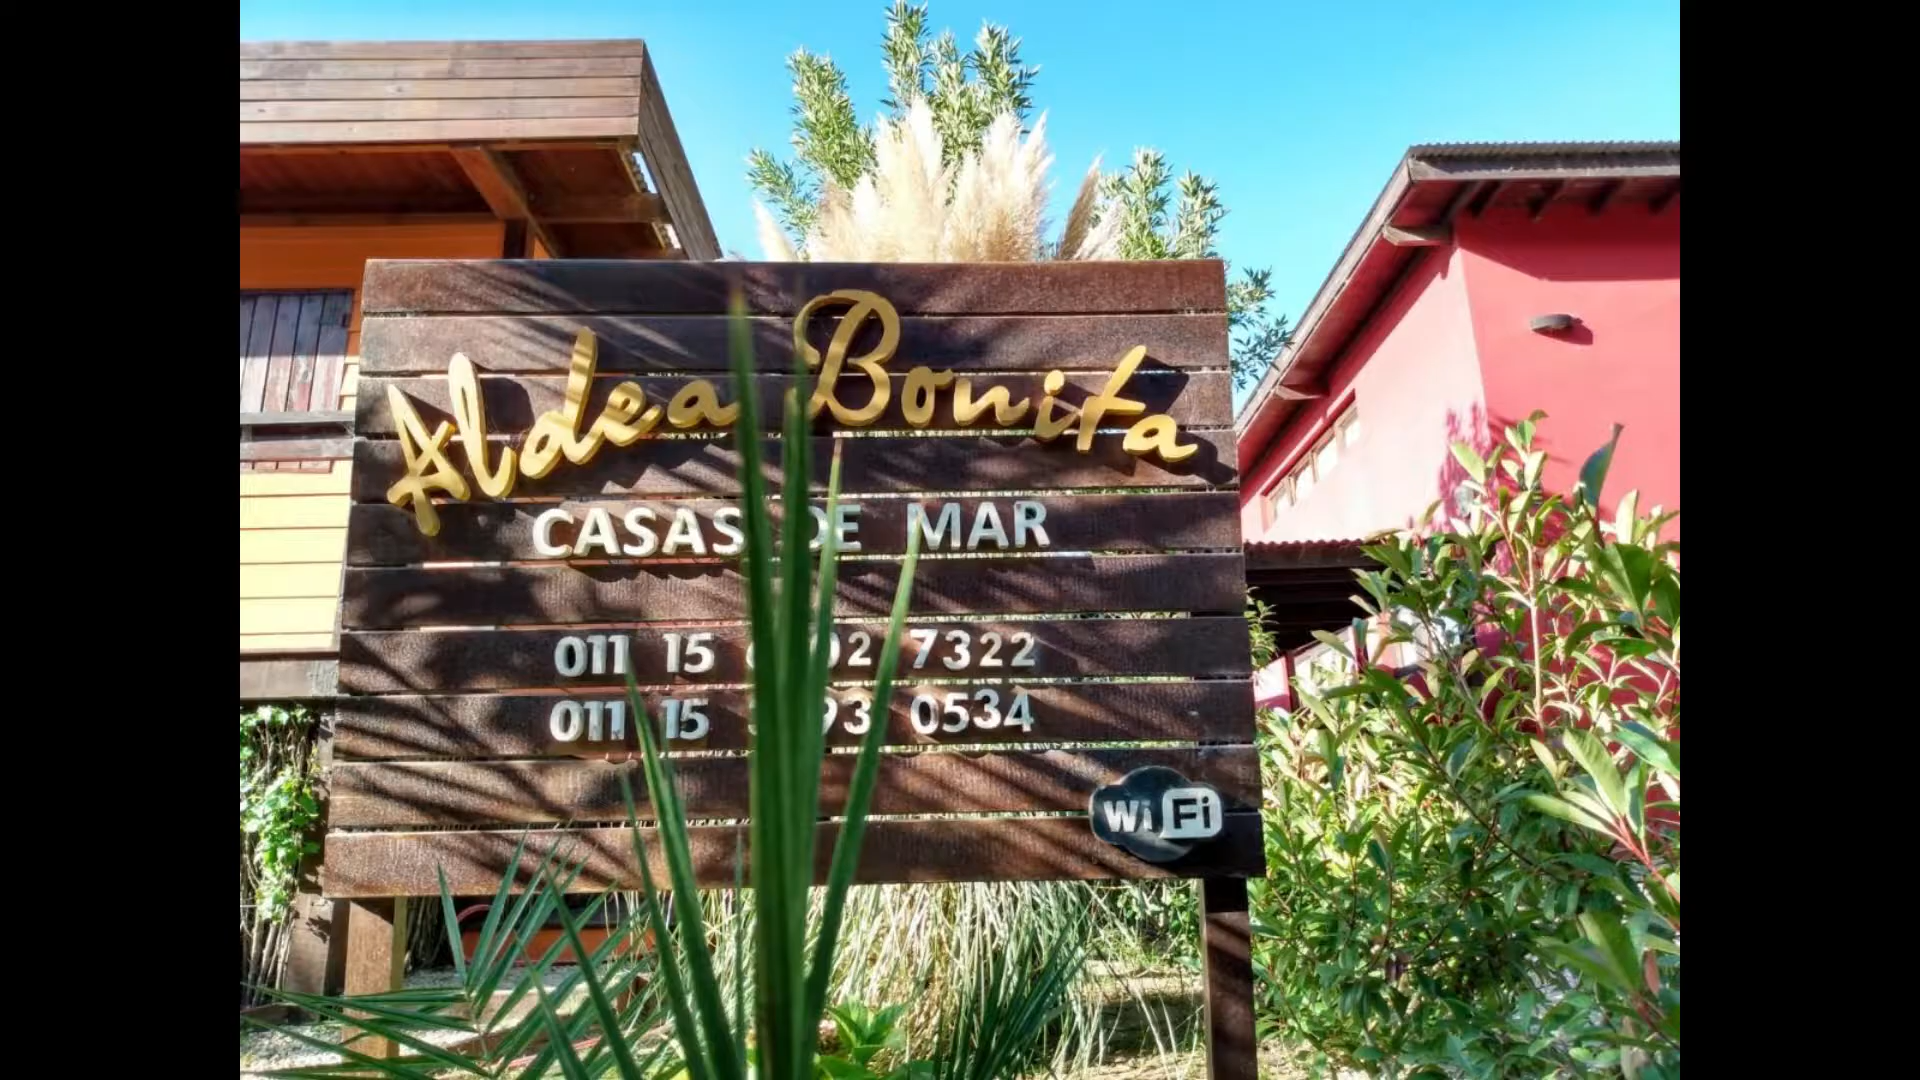 Aldea Bonita
CASAS DE MAR
011 15 7322
011 15 0534
WiFi